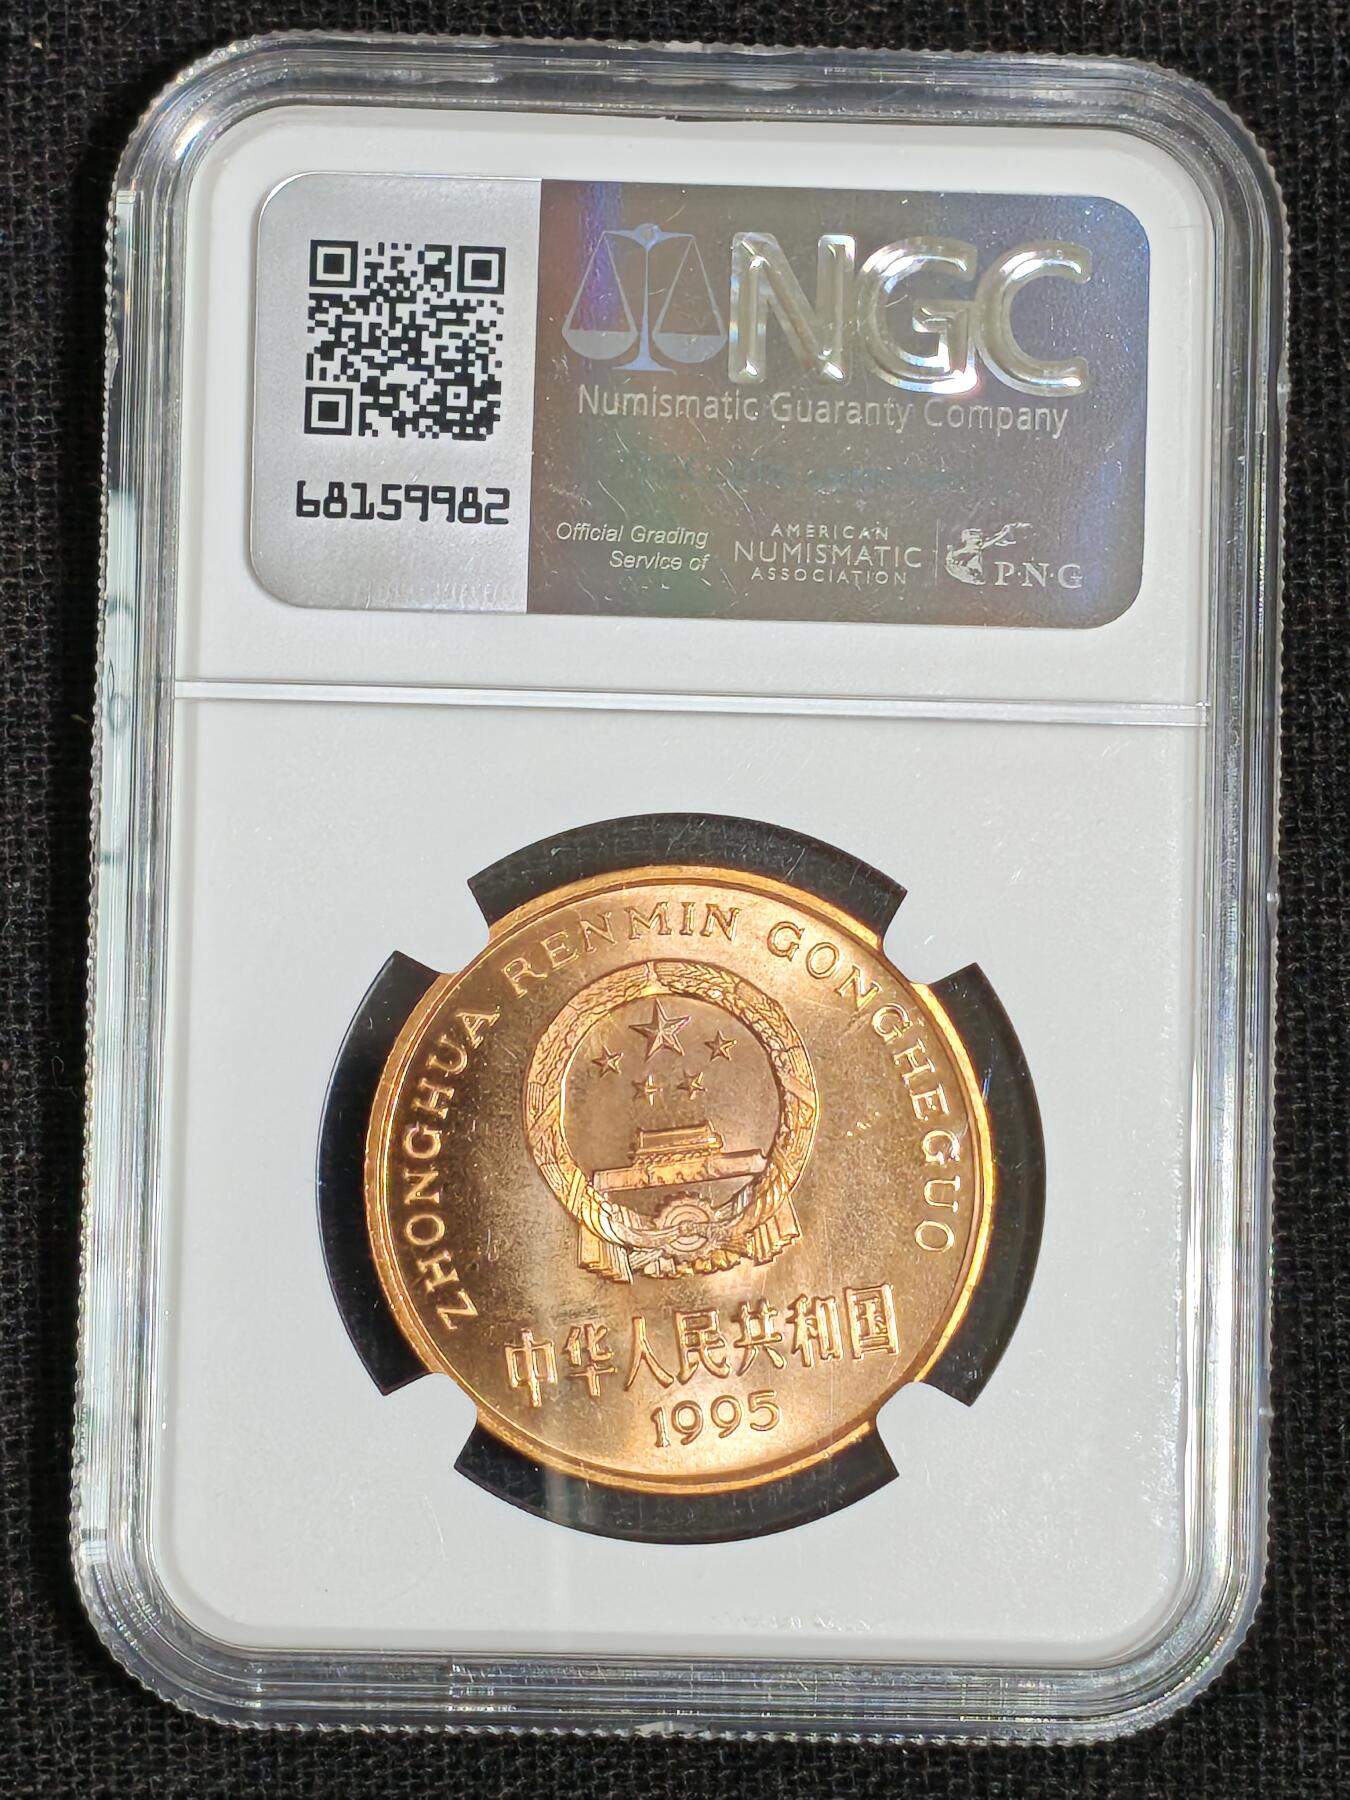 NGC
Numismatic Guaranty Company
68159982
Official Grading
Service of
AMERICAN
NUMISMATIC
ASSOCIATION
P·N·G
ZHONGHUA RENMIN GONGHEGUO
中华人民共和国
1995